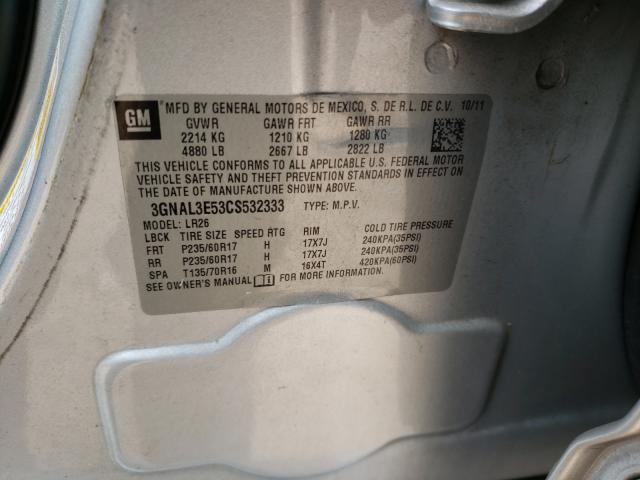 GM MFD BY GENERAL MOTORS DE MEXICO, S. DE R.L. DE C.V. 10/11
GVWR GAWR FRT GAWR RR
2214 KG 1210 KG 1280 KG
4880 LB 2667 LB 2822 LB
THIS VEHICLE CONFORMS TO ALL APPLICABLE U.S. FEDERAL MOTOR
VEHICLE SAFETY AND THEFT PREVENTION STANDARDS IN EFFECT ON
THE DATE OF MANUFACTURE SHOWN ABOVE.
3GNAL3E53CS532333 TYPE: M.P.V.
MODEL: LR26
LBCK TIRE SIZE SPEED RTG RIM COLD TIRE PRESSURE
FRT P235/60R17 H 17X7J 240KPA(35PSI)
RR P235/60R17 H 17X7J 240KPA(35PSI)
SPA T135/70R16 M 16X4T 420KPA(60PSI)
SEE OWNER'S MANUAL FOR MORE INFORMATION.